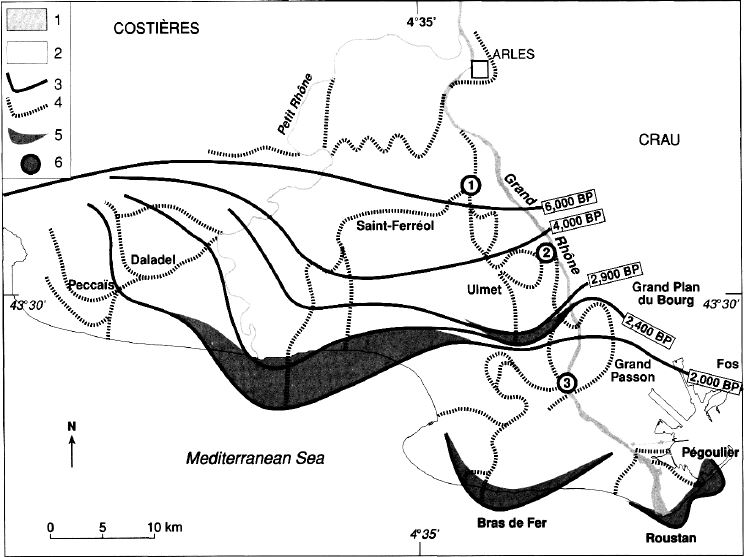 1
2
3
4
5
6
COSTIÈRES
4°35'
ARLES
Petit Rhône
CRAU
1
Grand
6,000 BP
4,000 BP
Saint-Ferréol
Rhône
2
Daladel
2,900 BP
Peccais
Ulmet
Grand Plan
du Bourg
43°30'
43°30'
2,400 BP
Grand
Passon
Fos
2,000 BP
3
N
Mediterranean Sea
Pégoulier
0 5 10 km
Bras de Fer
4°35'
Roustan